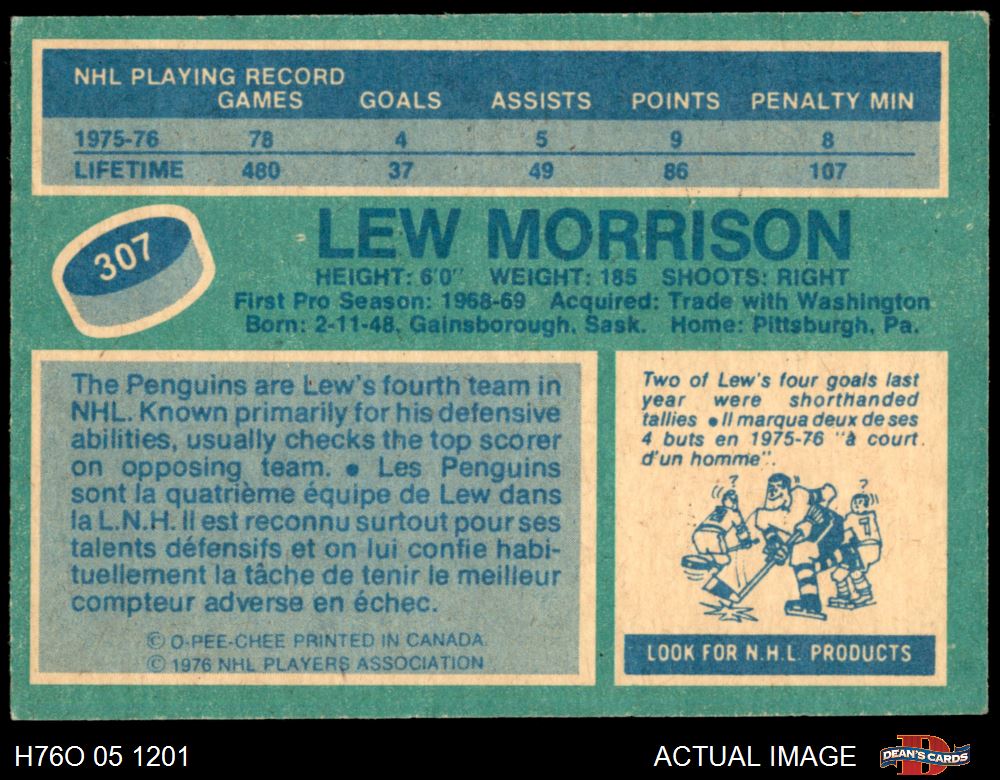 NHL PLAYING RECORD
GAMES GOALS ASSISTS POINTS PENALTY MIN
1975-76 78 4 5 9 8
LIFETIME 480 37 49 86 107
307
LEW MORRISON
HEIGHT: 6'0" WEIGHT: 185 SHOOTS: RIGHT
First Pro Season: 1968-69 Acquired: Trade with Washington
Born: 2-11-48, Gainsborough, Sask. Home: Pittsburgh, Pa.
The Penguins are Lew's fourth team in
NHL. Known primarily for his defensive
abilities, usually checks the top scorer
on opposing team. ● Les Penguins
sont la quatrième équipe de Lew dans
la L.N.H. Il est reconnu surtout pour ses
talents défensifs et on lui confie habi-
tuellement la tâche de tenir le meilleur
compteur adverse en échec.
© O-PEE-CHEE PRINTED IN CANADA
© 1976 NHL PLAYERS ASSOCIATION
Two of Lew's four goals last
year were shorthanded
tallies ● Il marqua deux de ses
4 buts en 1975-76 "à court
d'un homme".
? ?
LOOK FOR N.H.L. PRODUCTS
H76O 05 1201 ACTUAL IMAGE D DEAN'S CARDS